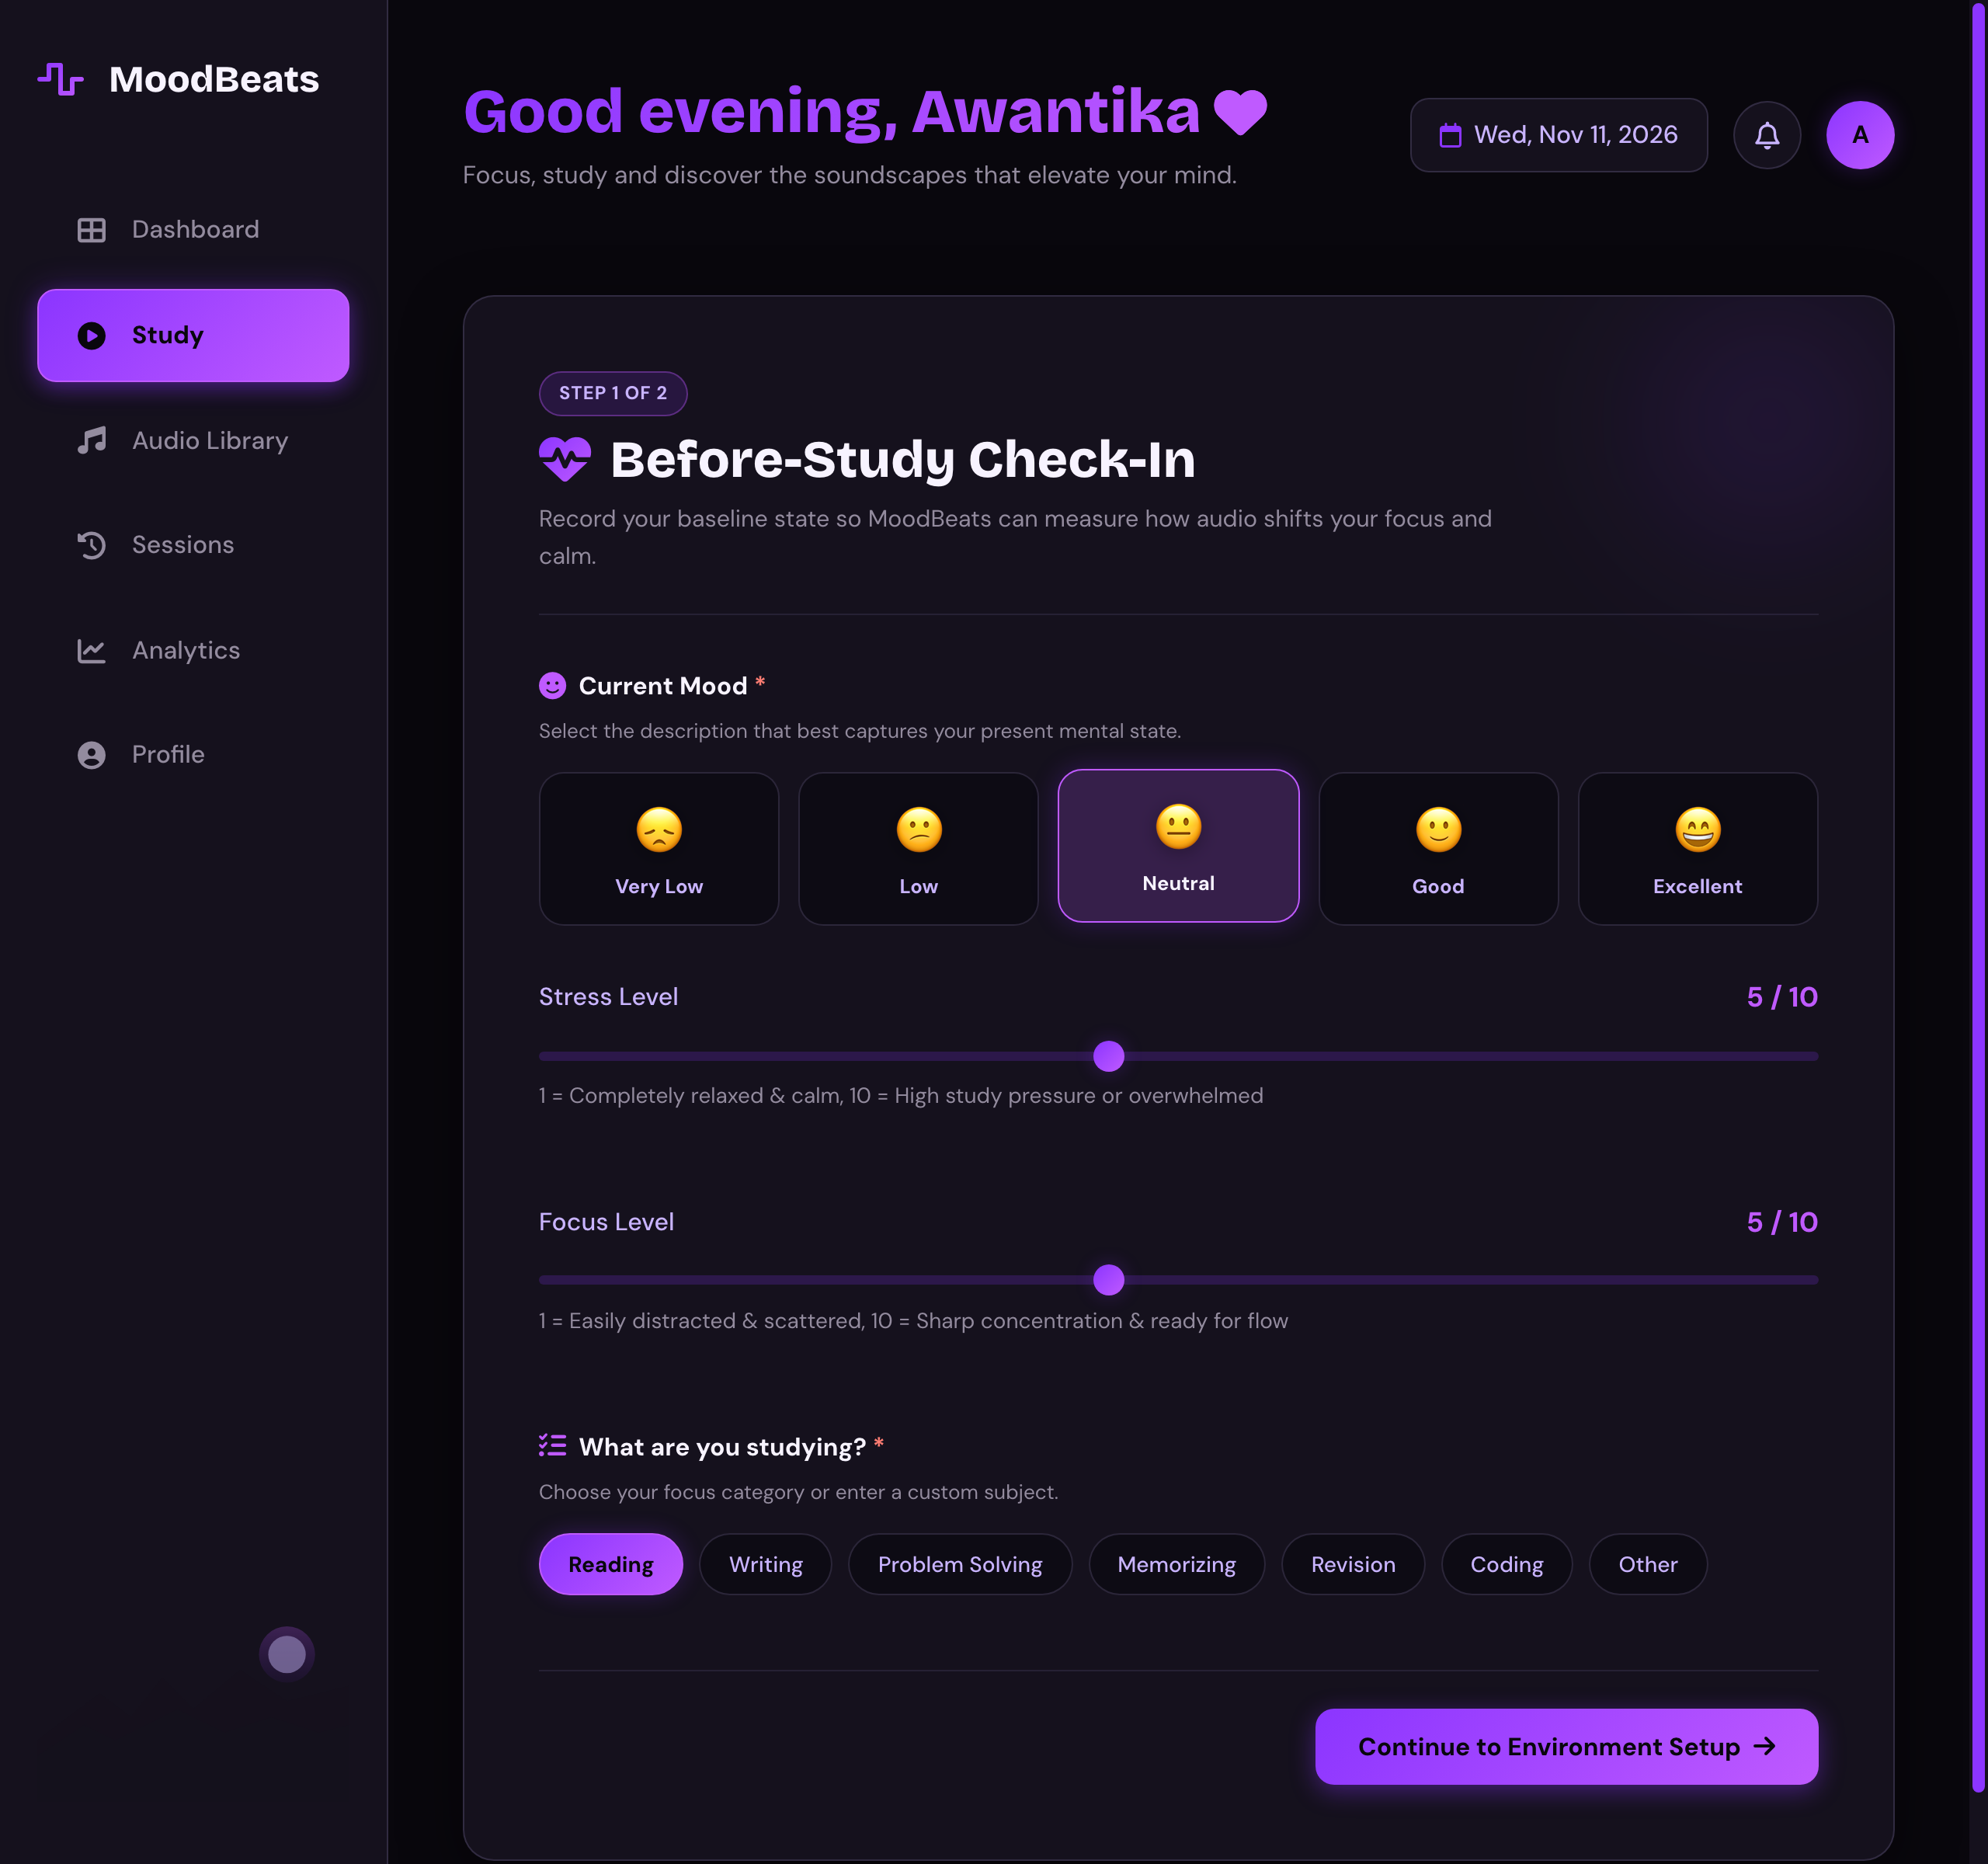 MoodBeats
Dashboard
Study
Audio Library
Sessions
Analytics
Profile
Good evening, Awantika
Focus, study and discover the soundscapes that elevate your mind.
Wed, Nov 11, 2026
A
STEP 1 OF 2
Before-Study Check-In
Record your baseline state so MoodBeats can measure how audio shifts your focus and
calm.
Current Mood *
Select the description that best captures your present mental state.
Very Low
Low
Neutral
Good
Excellent
Stress Level
5 / 10
1 = Completely relaxed & calm, 10 = High study pressure or overwhelmed
Focus Level
5 / 10
1 = Easily distracted & scattered, 10 = Sharp concentration & ready for flow
What are you studying? *
Choose your focus category or enter a custom subject.
Reading
Writing
Problem Solving
Memorizing
Revision
Coding
Other
Continue to Environment Setup →